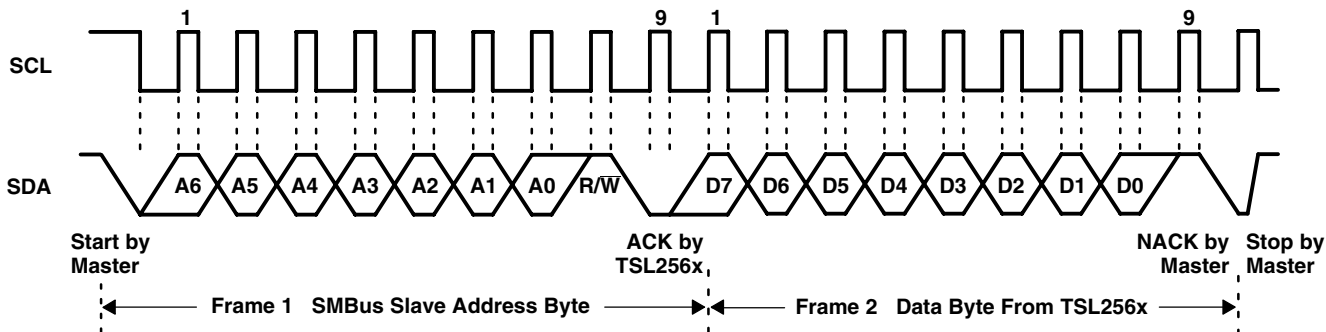 1 9 1 9
SCL
SDA A6 A5 A4 A3 A2 A1 A0 R/W̅ D7 D6 D5 D4 D3 D2 D1 D0
Start by Master
ACK by TSL256x
NACK by Master
Stop by Master
Frame 1 SMBus Slave Address Byte
Frame 2 Data Byte From TSL256x